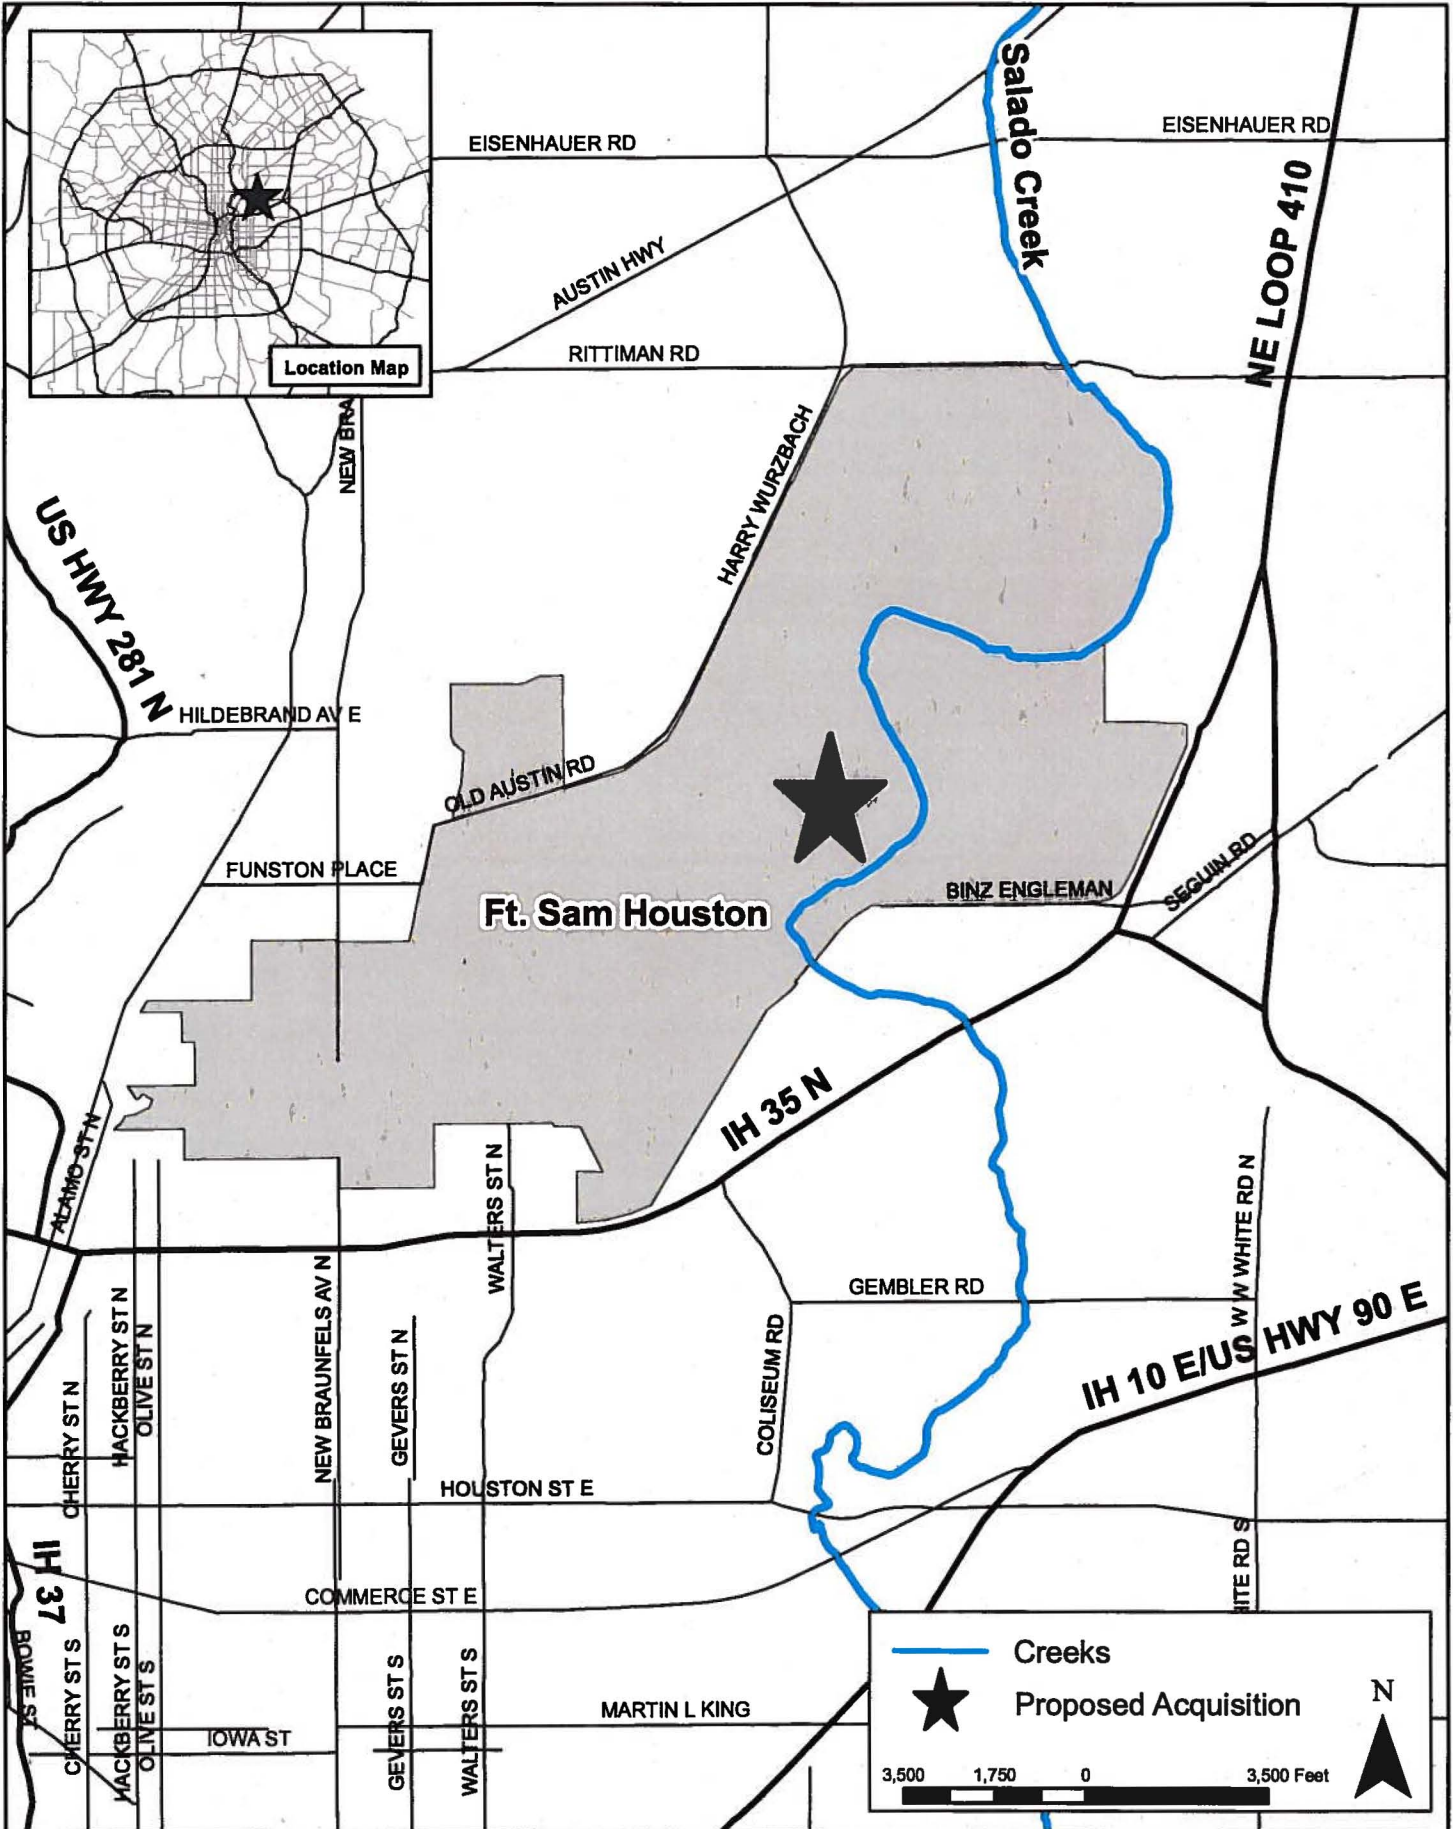 Salado Creek
EISENHAUER RD
EISENHAUER RD
NE LOOP 410
AUSTIN HWY
Location Map
RITTIMAN RD
NEW BRA
HARRY WURZBACH
US HWY 281 N
HILDEBRAND AV E
OLD AUSTIN RD
FUNSTON PLACE
BINZ ENGLEMAN
SEGUIN RD
Ft. Sam Houston
IH 35 N
ALAMO ST N
WALTERS ST N
W W WHITE RD N
GEMBLER RD
IH 10 E/US HWY 90 E
HACKBERRY ST N
OLIVE ST N
NEW BRAUNFELS AV N
GEVERS ST N
COLISEUM RD
CHERRY ST N
HOUSTON ST E
IH 37
COMMERCE ST E
HITE RD S
BOWIE ST
CHERRY ST S
HACKBERRY ST S
OLIVE ST S
GEVERS ST S
WALTERS ST S
MARTIN L KING
IOWA ST
Creeks
Proposed Acquisition
N
3,500 1,750 0 3,500 Feet